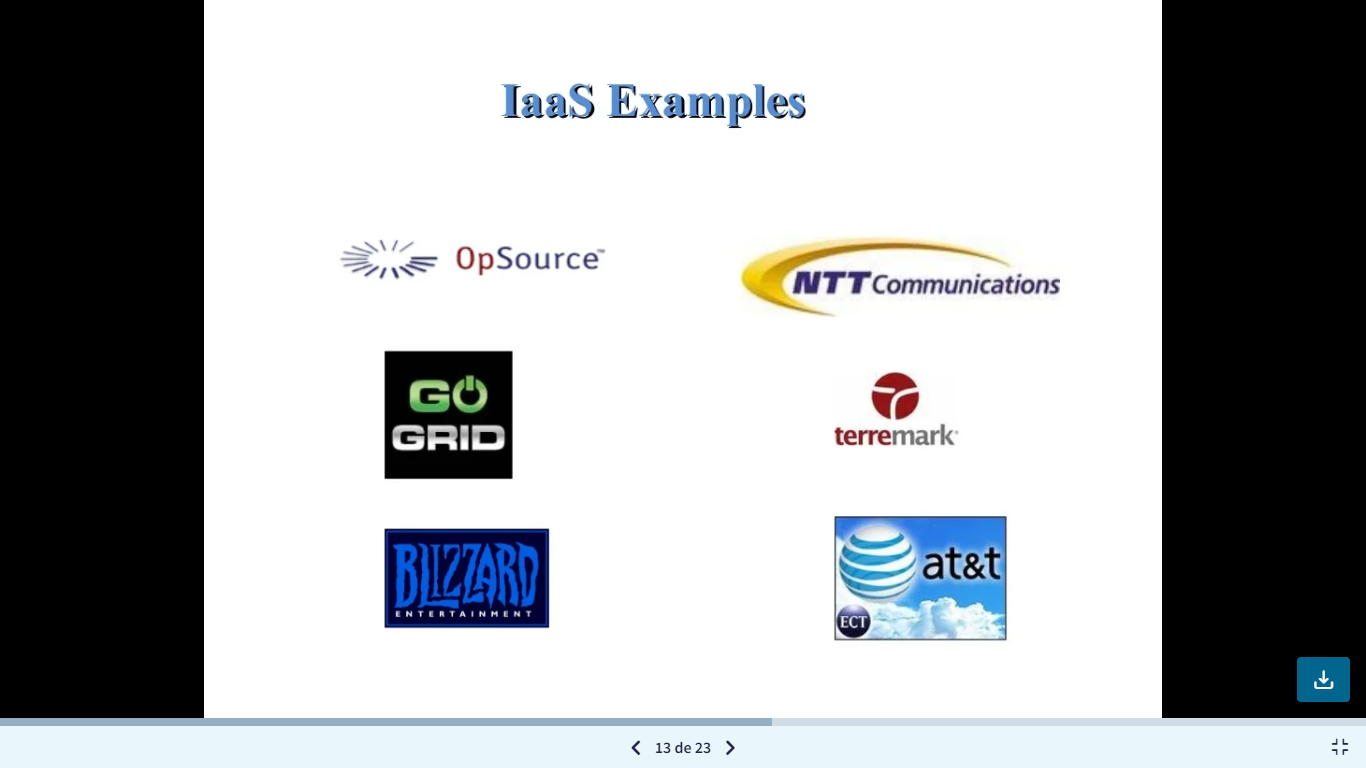 IaaS Examples
OpSource™
NTT Communications
GO
GRID
terremark®
BLIZZARD
ENTERTAINMENT
at&t
ECT
13 de 23